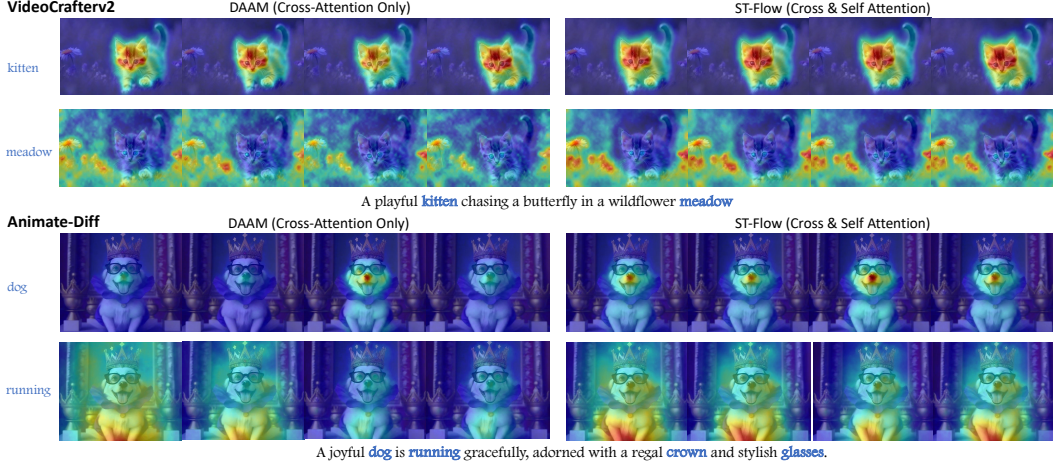 VideoCrafterv2
DAAM (Cross-Attention Only)
ST-Flow (Cross & Self Attention)
kitten
meadow
A playful kitten chasing a butterfly in a wildflower meadow
Animate-Diff
DAAM (Cross-Attention Only)
ST-Flow (Cross & Self Attention)
dog
running
A joyful dog is running gracefully, adorned with a regal crown and stylish glasses.